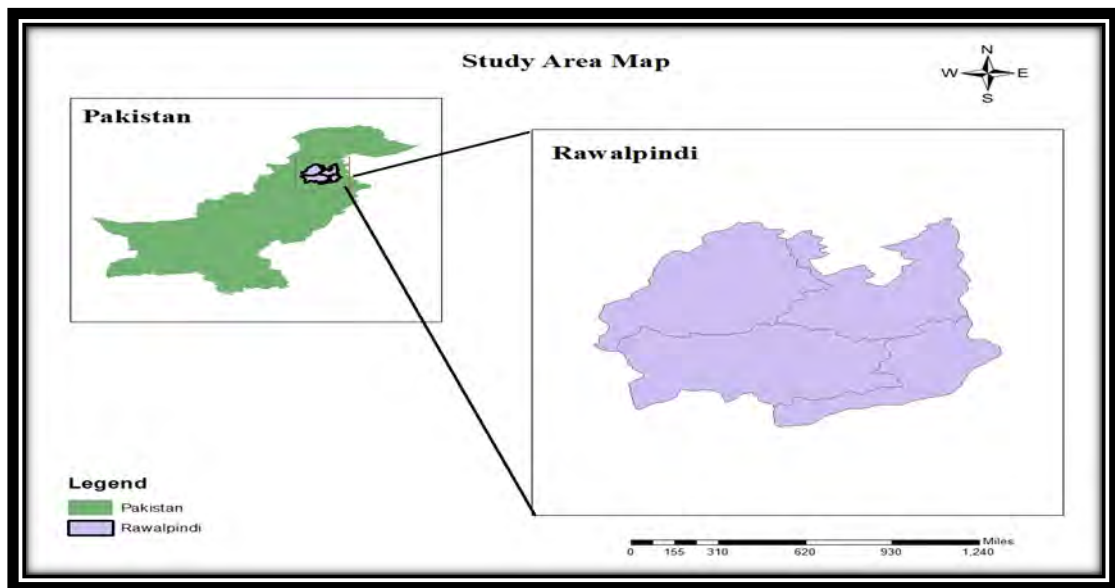 Study Area Map
N
W E
S
Pakistan
Rawalpindi
Legend
Pakistan
Rawalpindi
Miles
0 155 310 620 930 1,240